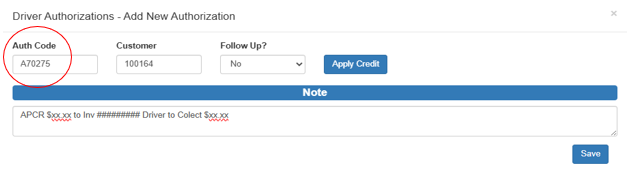 Driver Authorizations - Add New Authorization ×
Auth Code Customer Follow Up?
A70275 100164 No Apply Credit
Note
APCR $xx.xx to Inv ######### Driver to Colect $xx.xx
Save